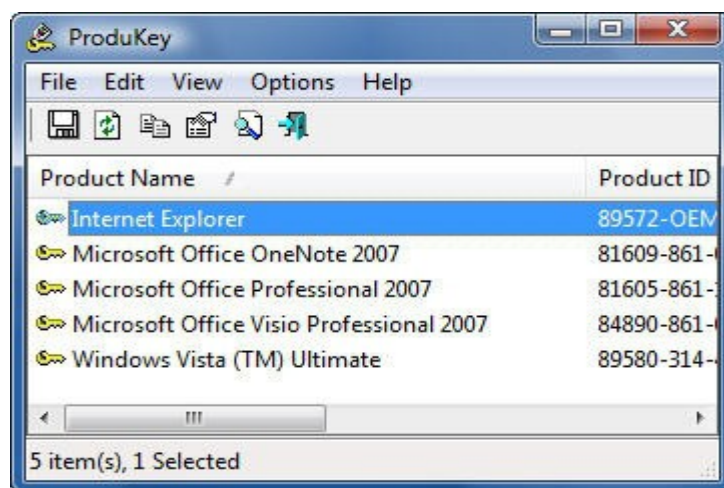 ProduKey
File Edit View Options Help
Product Name Product ID
Internet Explorer 89572-OEM
Microsoft Office OneNote 2007 81609-861-
Microsoft Office Professional 2007 81605-861-
Microsoft Office Visio Professional 2007 84890-861-
Windows Vista (TM) Ultimate 89580-314-
5 item(s), 1 Selected